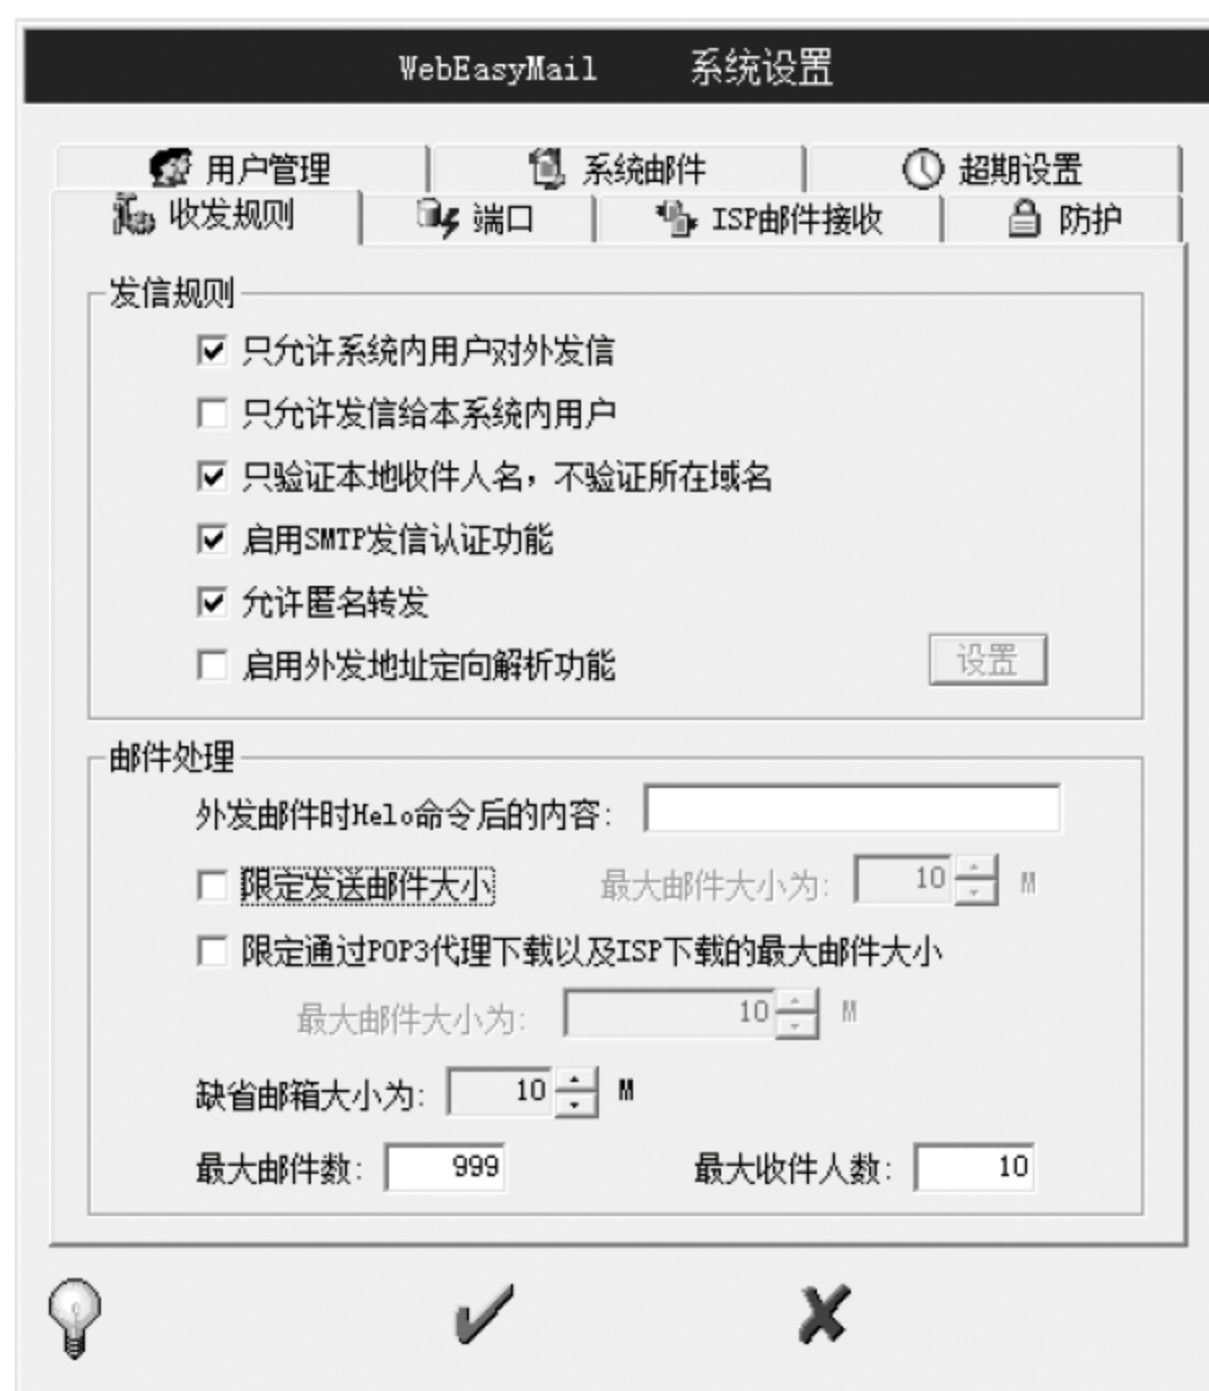 WebEasyMail 系统设置
用户管理 系统邮件 超期设置
收发规则 端口 ISP邮件接收 防护
发信规则
只允许系统内用户对外发信
只允许发信给本系统内用户
只验证本地收件人名，不验证所在域名
启用SMTP发信认证功能
允许匿名转发
启用外发地址定向解析功能 设置
邮件处理
外发邮件时Helo命令后的内容:
限定发送邮件大小 最大邮件大小为: 10 M
限定通过POP3代理下载以及ISP下载的最大邮件大小
最大邮件大小为: 10 M
缺省邮箱大小为: 10 M
最大邮件数: 999 最大收件人数: 10